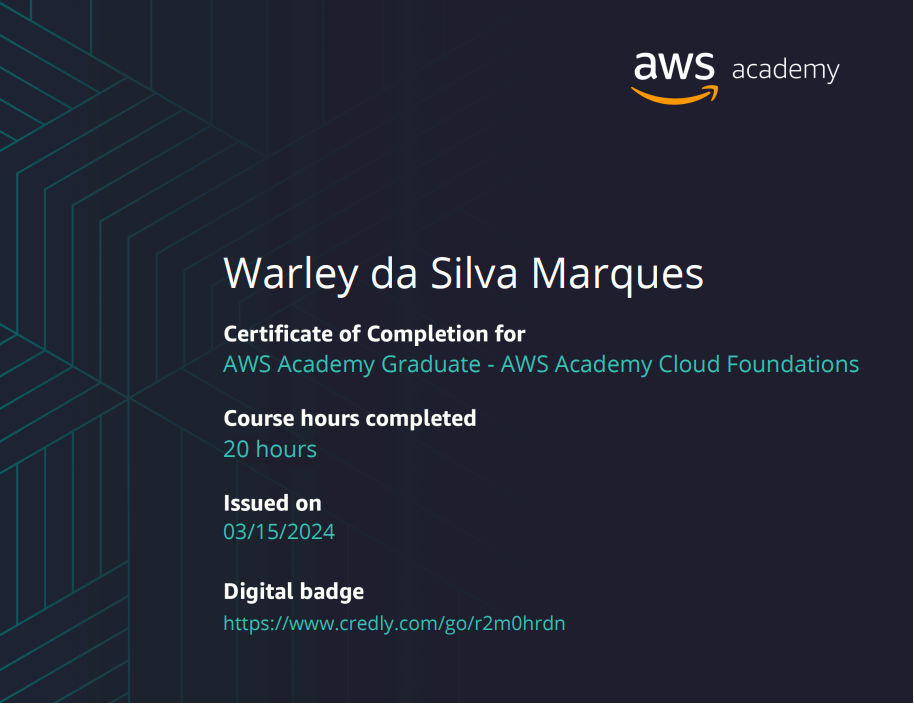 aws academy
Warley da Silva Marques
Certificate of Completion for
AWS Academy Graduate - AWS Academy Cloud Foundations
Course hours completed
20 hours
Issued on
03/15/2024
Digital badge
https://www.credly.com/go/r2m0hrdn